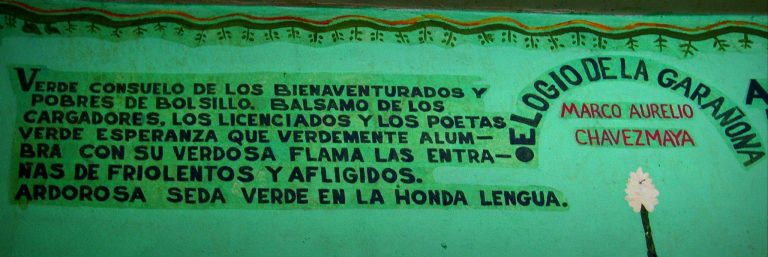 VERDE CONSUELO DE LOS BIENAVENTURADOS Y
POBRES DE BOLSILLO. BALSAMO DE LOS
CARGADORES, LOS LICENCIADOS Y LOS POETAS
VERDE ESPERANZA QUE VERDEMENTE ALUM-
BRA CON SU VERDOSA FLAMA LAS ENTRA-
ÑAS DE FRIOLENTOS Y AFLIGIDOS.
ARDOROSA SEDA VERDE EN LA HONDA LENGUA.
ELOGIO DE LA GARAÑONA
MARCO AURELIO
CHAVEZMAYA